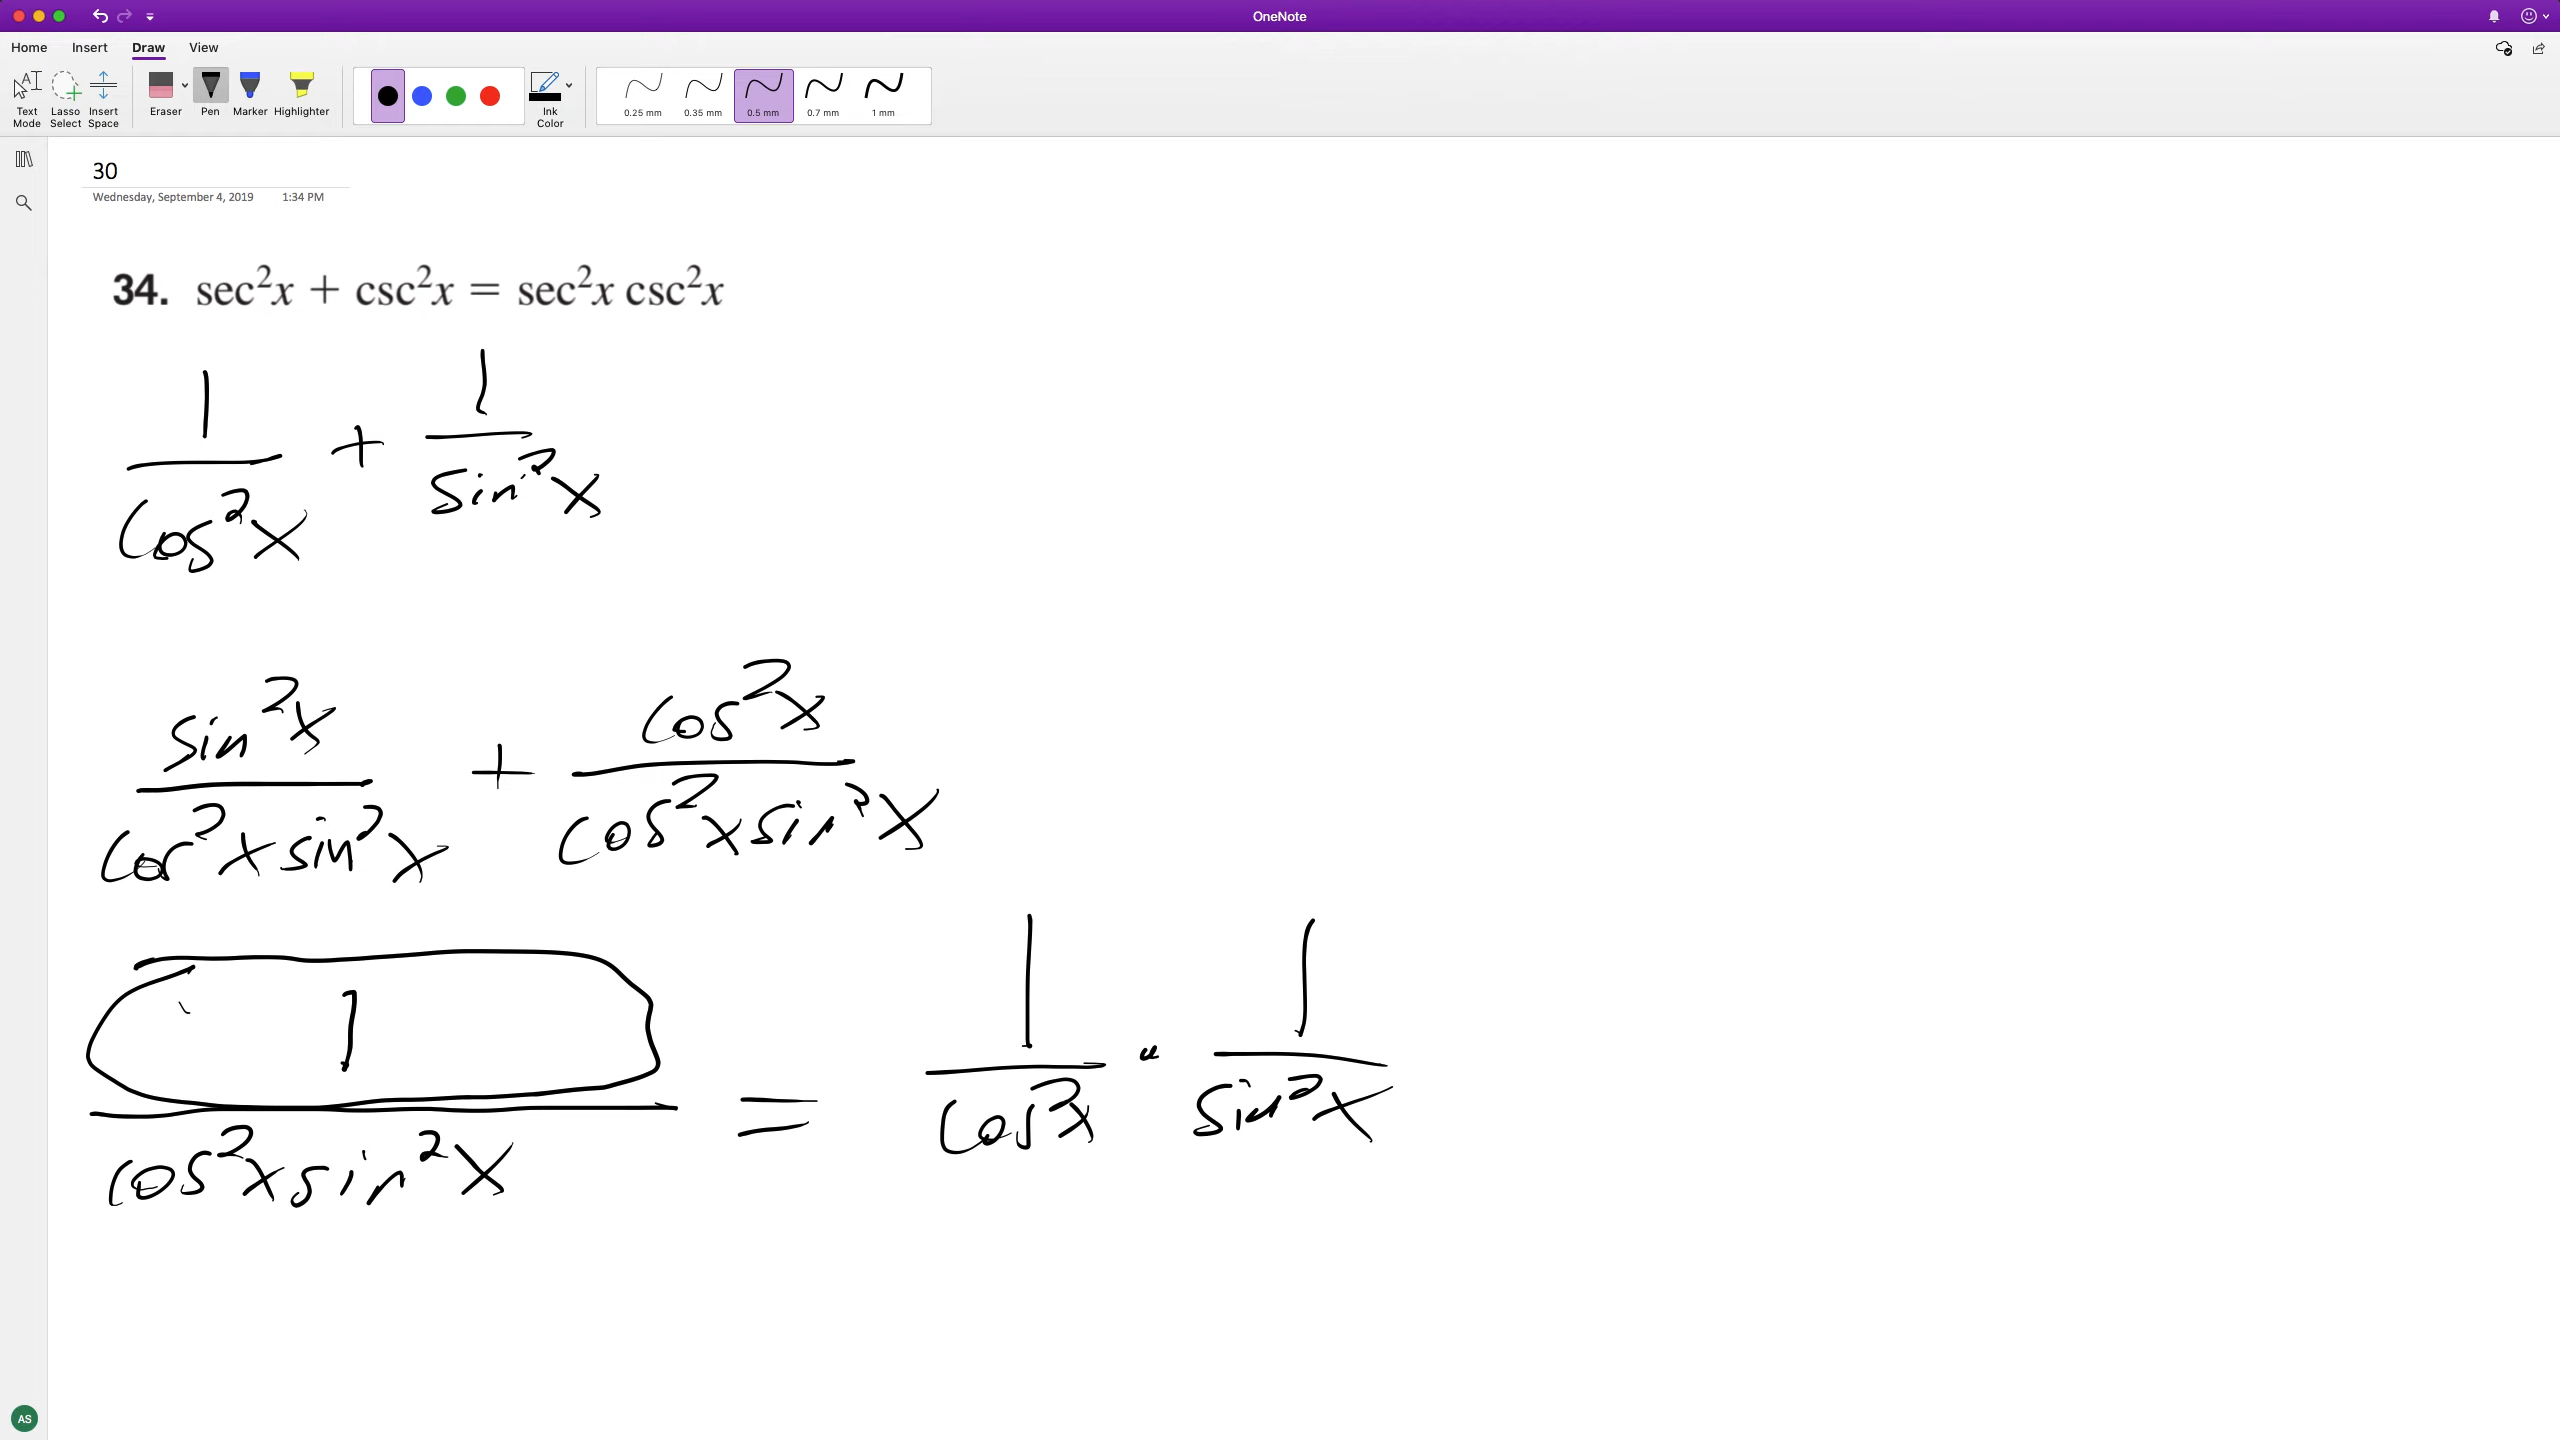 OneNote
Home Insert Draw View
Text Mode Lasso Select Insert Space Eraser Pen Marker Highlighter Ink Color 0.25 mm 0.35 mm 0.5 mm 0.7 mm 1 mm
30
Wednesday, September 4, 2019 1:34 PM
34. sec²x + csc²x = sec²x csc²x
1/cos²x + 1/sin²x
sin²x/cos²x sin²x + cos²x/cos²x sin²x
1/cos²x sin²x = 1/cos²x · 1/sin²x
AS